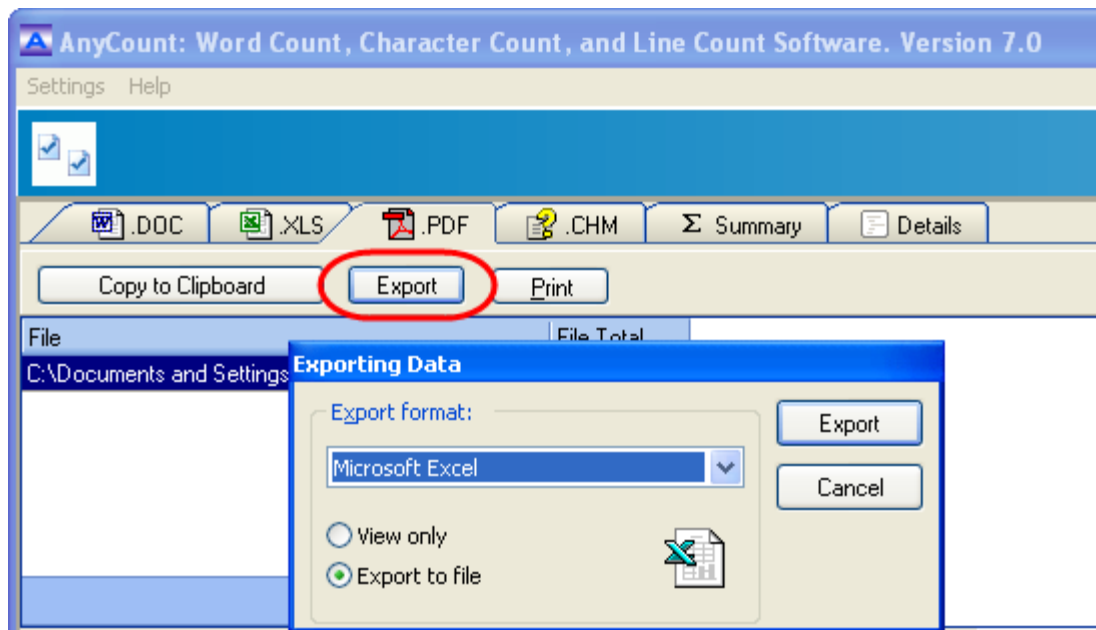 AnyCount: Word Count, Character Count, and Line Count Software. Version 7.0
Settings Help
.DOC .XLS .PDF .CHM Σ Summary Details
Copy to Clipboard Export Print
File File Total
C:\Documents and Settings
Exporting Data
Export format:
Export
Microsoft Excel
Cancel
View only
Export to file